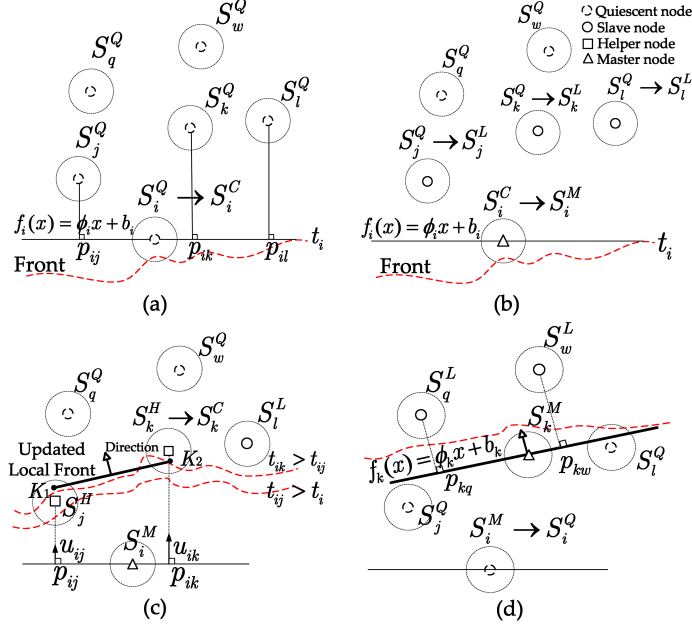 S_w^Q
S_q^Q
S_k^Q
S_l^Q
S_j^Q
S_i^Q → S_i^C
f_i(x) = ϕ_i x + b_i
p_ij
p_ik
p_il
t_i
Front
(a)
Quiescent node
Slave node
Helper node
Master node
S_w^Q
S_q^Q
S_k^Q → S_k^L
S_l^Q → S_l^L
S_j^Q → S_j^L
S_i^C → S_i^M
f_i(x) = ϕ_i x + b_i
t_i
Front
(b)
S_w^Q
S_q^Q
S_k^H → S_k^C
S_l^L
Updated
Local Front
Direction
K_2
t_ik > t_ij
K_1
S_j^H
t_ij > t_i
S_i^M
u_ij
u_ik
p_ij
p_ik
(c)
S_w^L
S_q^L
S_k^M
f_k(x) = ϕ_k x + b_k
p_kw
p_kq
S_l^Q
S_j^Q
S_i^M → S_i^Q
(d)